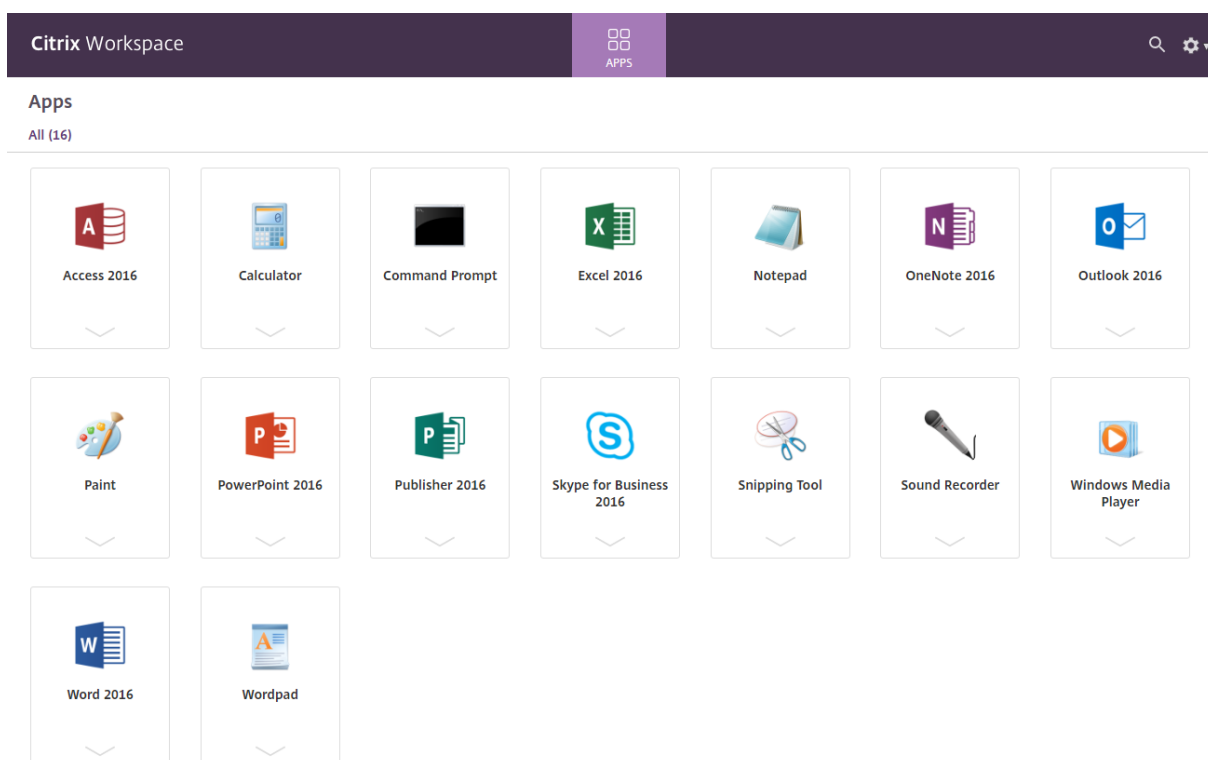 Citrix Workspace
APPS
Apps
All (16)
Access 2016
Calculator
Command Prompt
Excel 2016
Notepad
OneNote 2016
Outlook 2016
Paint
PowerPoint 2016
Publisher 2016
Skype for Business
2016
Snipping Tool
Sound Recorder
Windows Media
Player
Word 2016
Wordpad